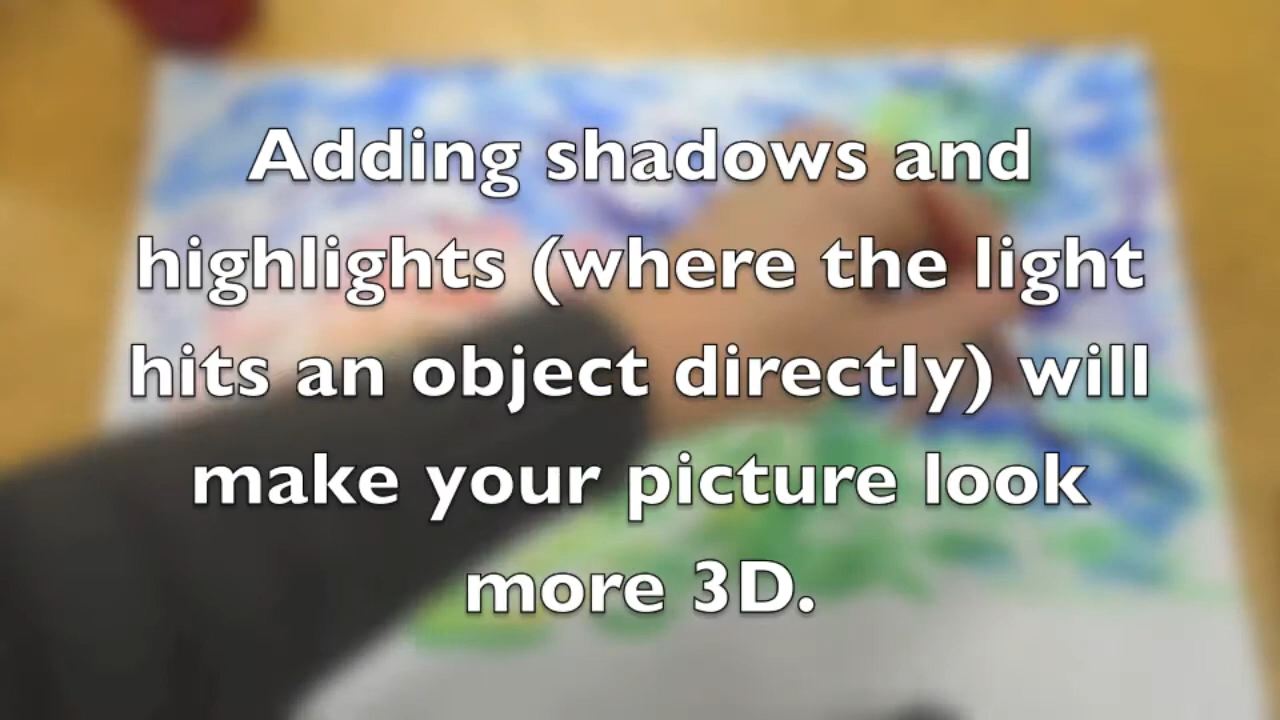 Adding shadows and
highlights (where the light
hits an object directly) will
make your picture look
more 3D.